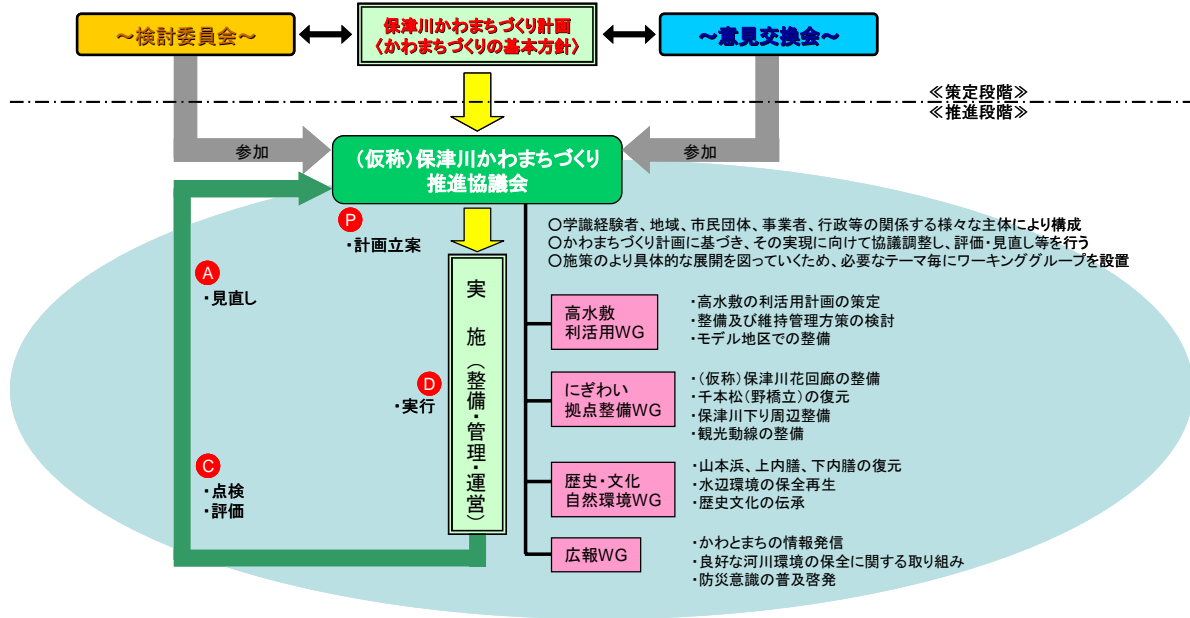 ～検討委員会～
保津川かわまちづくり計画
〈かわまちづくりの基本方針〉
～意見交換会～
≪策定段階≫
≪推進段階≫
参加
参加
（仮称）保津川かわまちづくり
推進協議会
P
・計画立案
○学識経験者、地域、市民団体、事業者、行政等の関係する様々な主体により構成
○かわまちづくり計画に基づき、その実現に向けて協議調整し、評価・見直し等を行う
○施策のより具体的な展開を図っていくため、必要なテーマ毎にワーキンググループを設置
A
・見直し
実施（整備・管理・運営）
D
・実行
C
・点検
・評価
高水敷
利活用WG
・高水敷の利活用計画の策定
・整備及び維持管理方策の検討
・モデル地区での整備
にぎわい
拠点整備WG
・（仮称）保津川花回廊の整備
・千本松（野橋立）の復元
・保津川下り周辺整備
・観光動線の整備
歴史・文化
自然環境WG
・山本浜、上内膳、下内膳の復元
・水辺環境の保全再生
・歴史文化の伝承
広報WG
・かわとまちの情報発信
・良好な河川環境の保全に関する取り組み
・防災意識の普及啓発